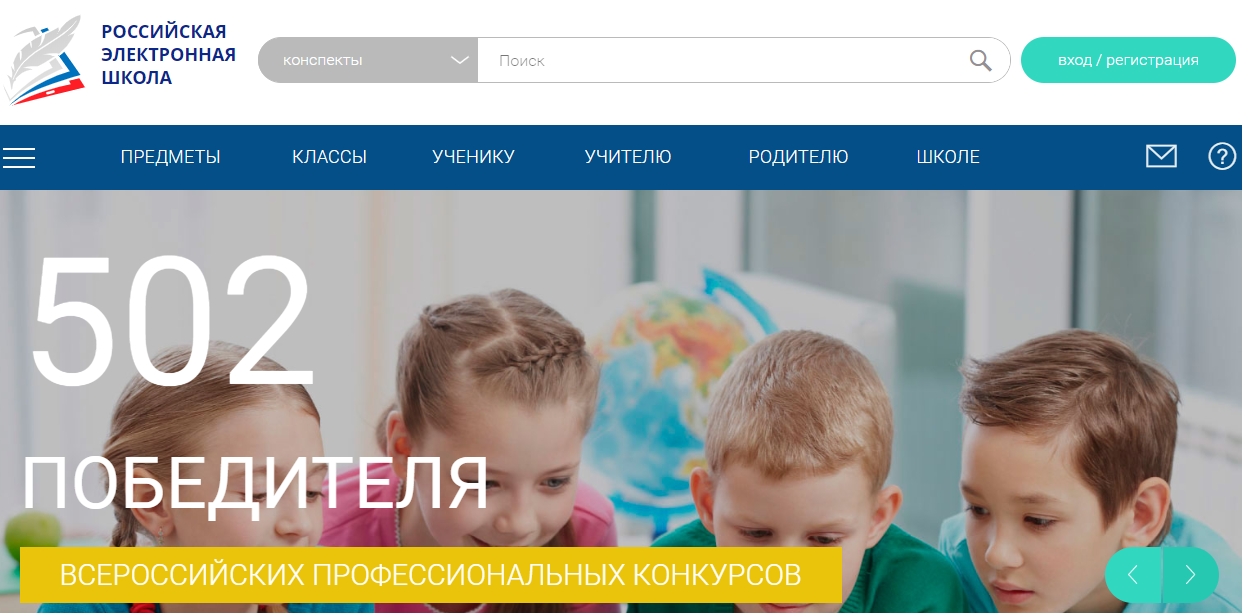 РОССИЙСКАЯ
ЭЛЕКТРОННАЯ
ШКОЛА
конспекты
Поиск
вход / регистрация
ПРЕДМЕТЫ
КЛАССЫ
УЧЕНИКУ
УЧИТЕЛЮ
РОДИТЕЛЮ
ШКОЛЕ
502
ПОБЕДИТЕЛЯ
ВСЕРОССИЙСКИХ ПРОФЕССИОНАЛЬНЫХ КОНКУРСОВ